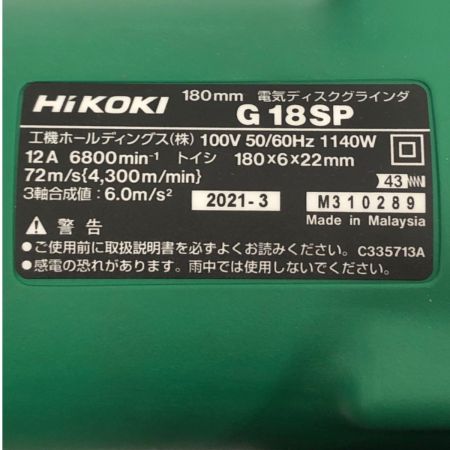 HiKOKI 180mm 電気ディスクグラインダ
G 18SP
工機ホールディングス(株) 100V 50/60Hz 1140W
12A 6800min⁻¹ トイシ 180×6×22mm
72m/s{4,300m/min}
43
3軸合成値: 6.0m/s² 2021-3 M310289
Made in Malaysia
警告
●ご使用前に取扱説明書を必ずよくお読みください。 C335713A
●感電の恐れがあります。雨中では使用しないでください。